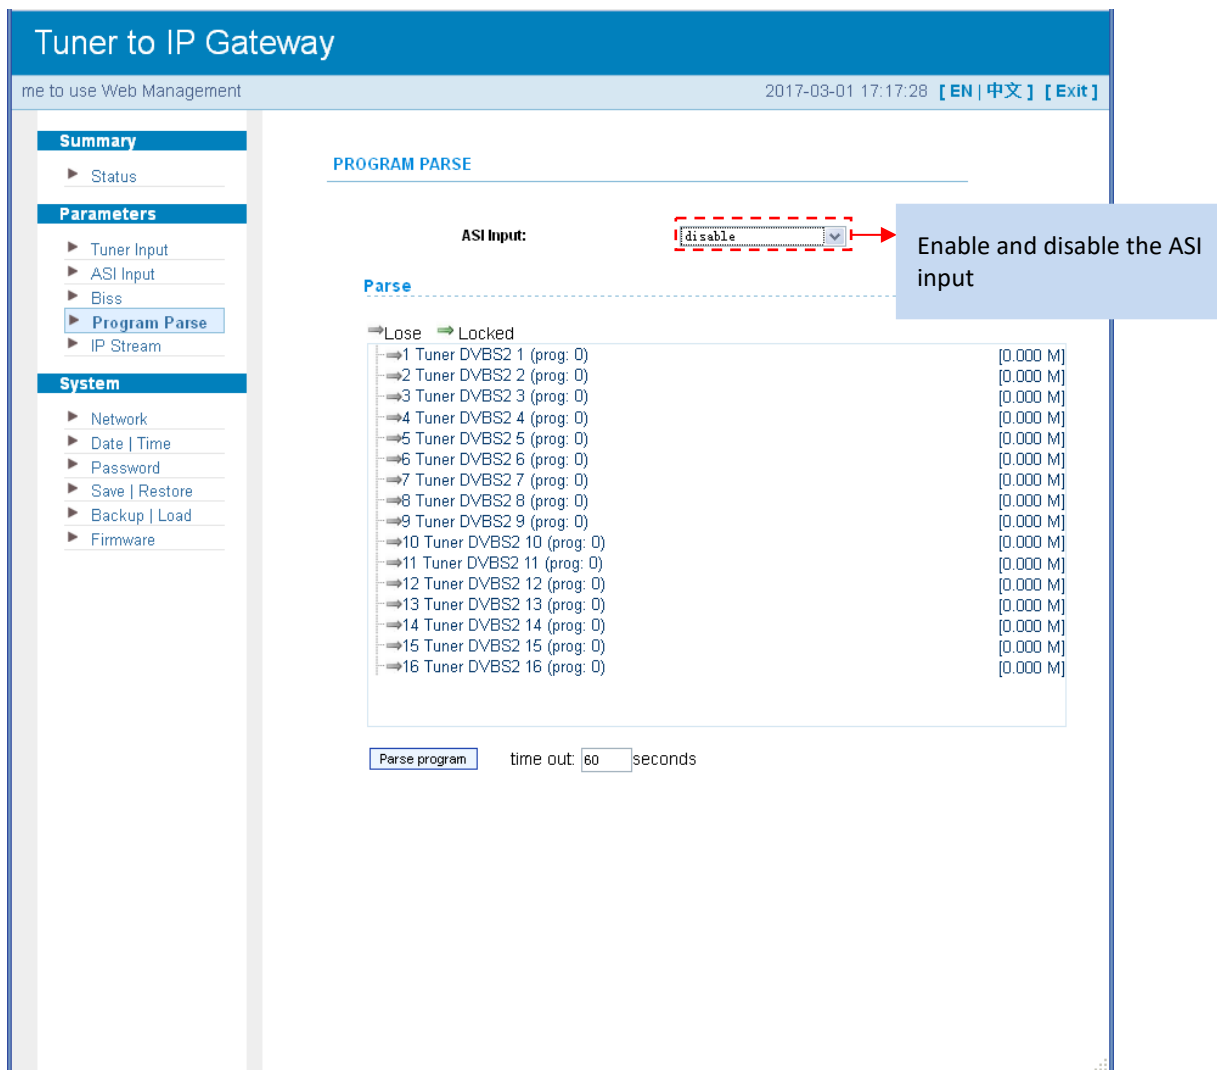 Tuner to IP Gateway
me to use Web Management 2017-03-01 17:17:28 [ EN | 中文 ] [ Exit ]
Summary
Status
Parameters
Tuner Input
ASI Input
Biss
Program Parse
IP Stream
System
Network
Date | Time
Password
Save | Restore
Backup | Load
Firmware
PROGRAM PARSE
ASI Input: disable
Enable and disable the ASI
input
Parse
Lose Locked
1 Tuner DVBS2 1 (prog: 0) [0.000 M]
2 Tuner DVBS2 2 (prog: 0) [0.000 M]
3 Tuner DVBS2 3 (prog: 0) [0.000 M]
4 Tuner DVBS2 4 (prog: 0) [0.000 M]
5 Tuner DVBS2 5 (prog: 0) [0.000 M]
6 Tuner DVBS2 6 (prog: 0) [0.000 M]
7 Tuner DVBS2 7 (prog: 0) [0.000 M]
8 Tuner DVBS2 8 (prog: 0) [0.000 M]
9 Tuner DVBS2 9 (prog: 0) [0.000 M]
10 Tuner DVBS2 10 (prog: 0) [0.000 M]
11 Tuner DVBS2 11 (prog: 0) [0.000 M]
12 Tuner DVBS2 12 (prog: 0) [0.000 M]
13 Tuner DVBS2 13 (prog: 0) [0.000 M]
14 Tuner DVBS2 14 (prog: 0) [0.000 M]
15 Tuner DVBS2 15 (prog: 0) [0.000 M]
16 Tuner DVBS2 16 (prog: 0) [0.000 M]
Parse program time out: 60 seconds